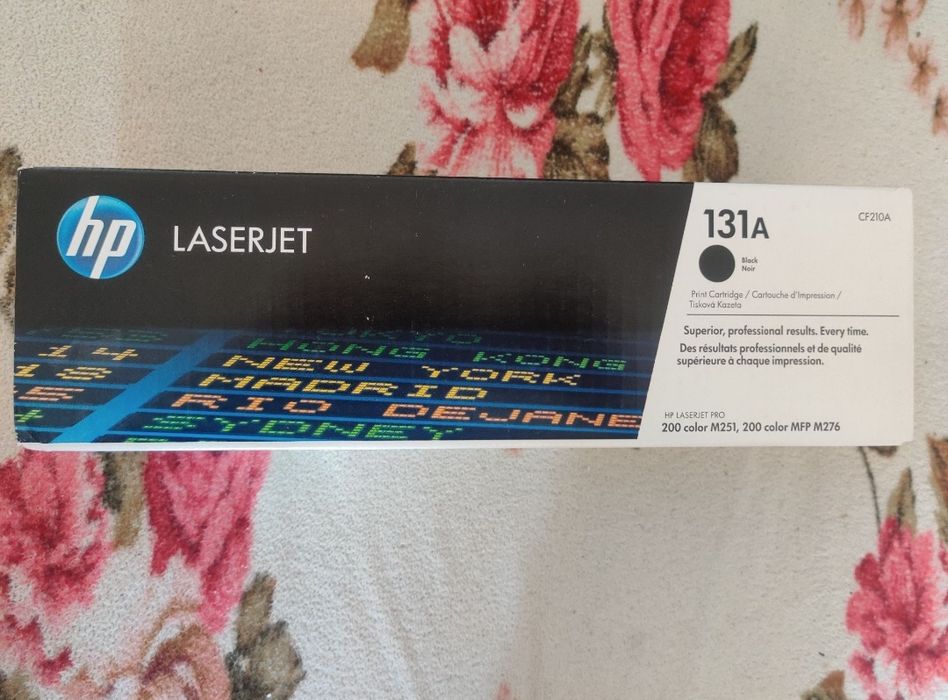 hp
LASERJET
131A
CF210A
Black
Noir
Print Cartridge / Cartouche d'Impression /
Tisková Kazeta
Superior, professional results. Every time.
Des résultats professionnels et de qualité
supérieure à chaque impression.
HP LASERJET PRO
200 color M251, 200 color MFP M276
HONG KONG
14 NEW YORK
12 MADRID
RIO DEJANE
SYDNEY